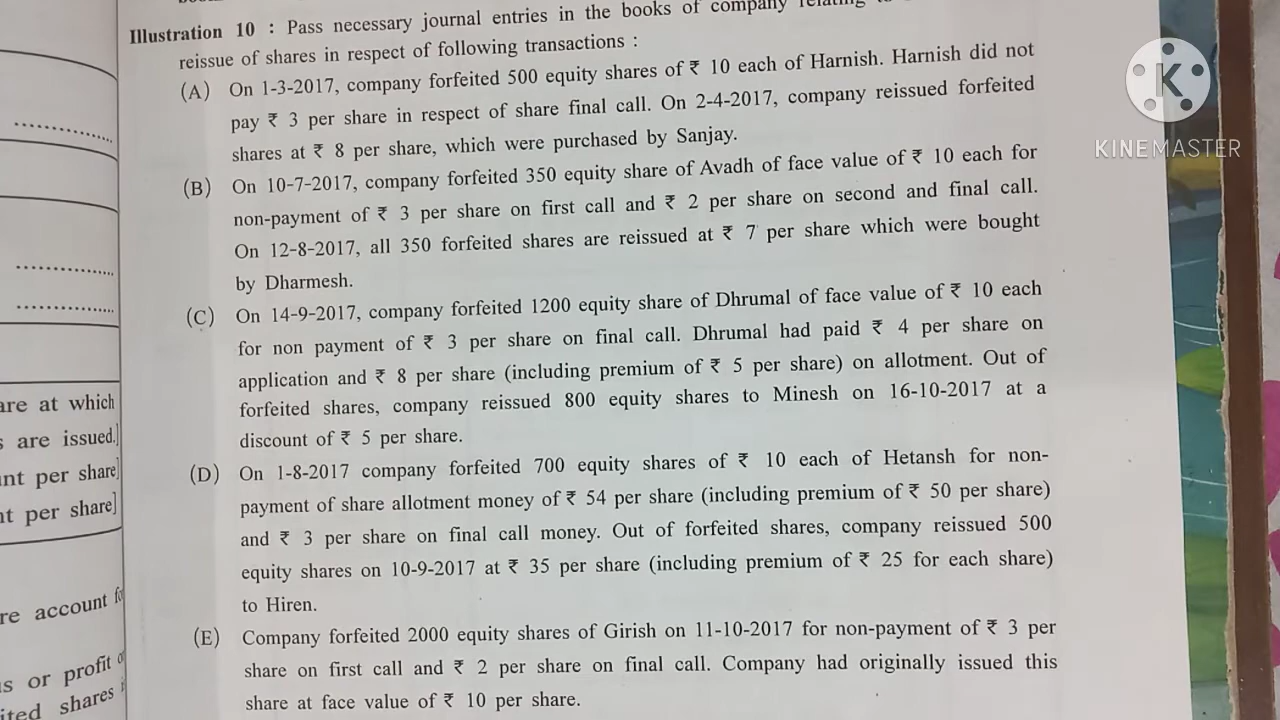 Illustration 10 : Pass necessary journal entries in the books of company relating to
reissue of shares in respect of following transactions :
(A) On 1-3-2017, company forfeited 500 equity shares of ₹ 10 each of Harnish. Harnish did not
pay ₹ 3 per share in respect of share final call. On 2-4-2017, company reissued forfeited
shares at ₹ 8 per share, which were purchased by Sanjay.
(B) On 10-7-2017, company forfeited 350 equity share of Avadh of face value of ₹ 10 each for
non-payment of ₹ 3 per share on first call and ₹ 2 per share on second and final call.
On 12-8-2017, all 350 forfeited shares are reissued at ₹ 7 per share which were bought
by Dharmesh.
(C) On 14-9-2017, company forfeited 1200 equity share of Dhrumal of face value of ₹ 10 each
for non payment of ₹ 3 per share on final call. Dhrumal had paid ₹ 4 per share on
application and ₹ 8 per share (including premium of ₹ 5 per share) on allotment. Out of
forfeited shares, company reissued 800 equity shares to Minesh on 16-10-2017 at a
discount of ₹ 5 per share.
(D) On 1-8-2017 company forfeited 700 equity shares of ₹ 10 each of Hetansh for non-
payment of share allotment money of ₹ 54 per share (including premium of ₹ 50 per share)
and ₹ 3 per share on final call money. Out of forfeited shares, company reissued 500
equity shares on 10-9-2017 at ₹ 35 per share (including premium of ₹ 25 for each share)
to Hiren.
(E) Company forfeited 2000 equity shares of Girish on 11-10-2017 for non-payment of ₹ 3 per
share on first call and ₹ 2 per share on final call. Company had originally issued this
share at face value of ₹ 10 per share.
at which
are issued.]
per share]
per share]
account
or profit
shares
K
KINEMASTER